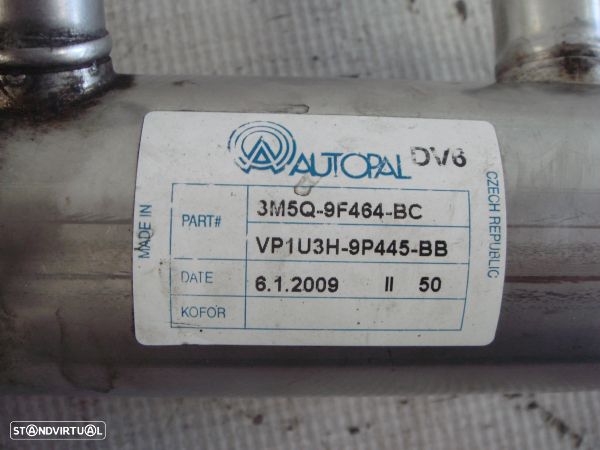 AUTOPAL DV6
MADE IN
PART#
3M5Q-9F464-BC
VP1U3H-9P445-BB
DATE
6.1.2009 II 50
KOFOR
CZECH REPUBLIC
STANDVIRTUAL